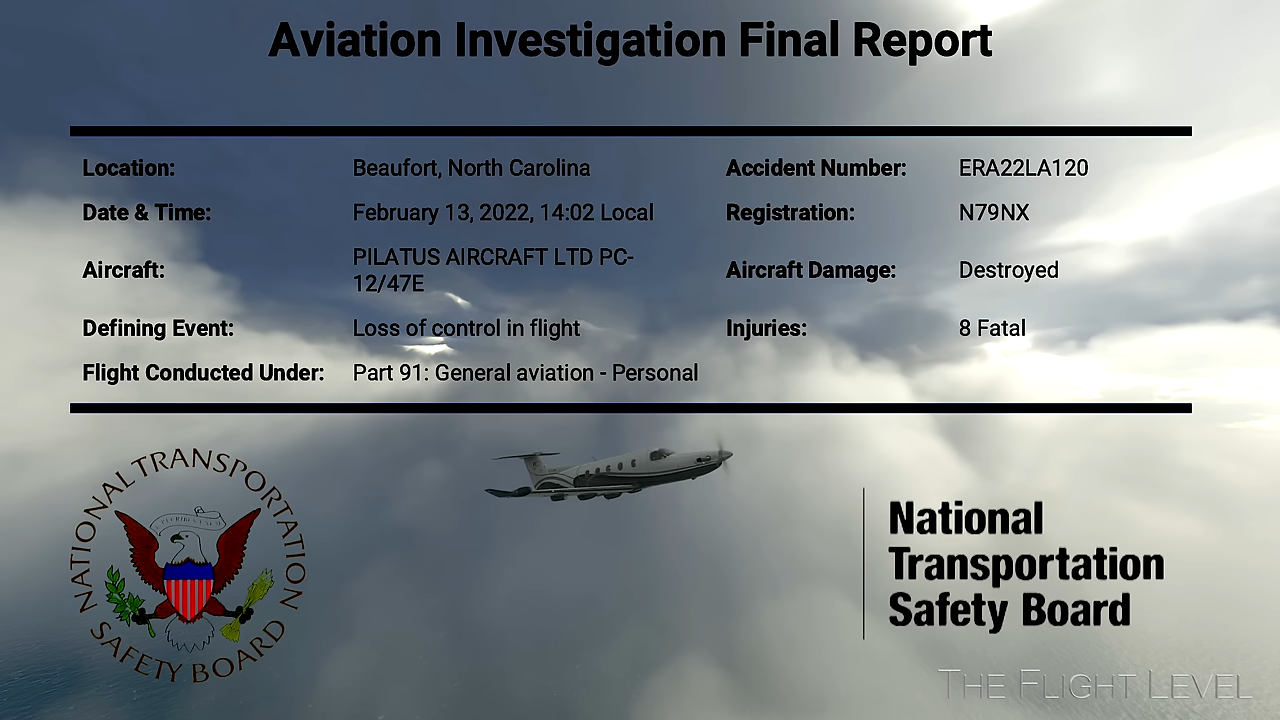 Aviation Investigation Final Report
Location: Beaufort, North Carolina Accident Number: ERA22LA120
Date & Time: February 13, 2022, 14:02 Local Registration: N79NX
Aircraft: PILATUS AIRCRAFT LTD PC-
12/47E Aircraft Damage: Destroyed
Defining Event: Loss of control in flight Injuries: 8 Fatal
Flight Conducted Under: Part 91: General aviation - Personal
NATIONAL TRANSPORTATION
SAFETY BOARD
National
Transportation
Safety Board
THE FLIGHT LEVEL